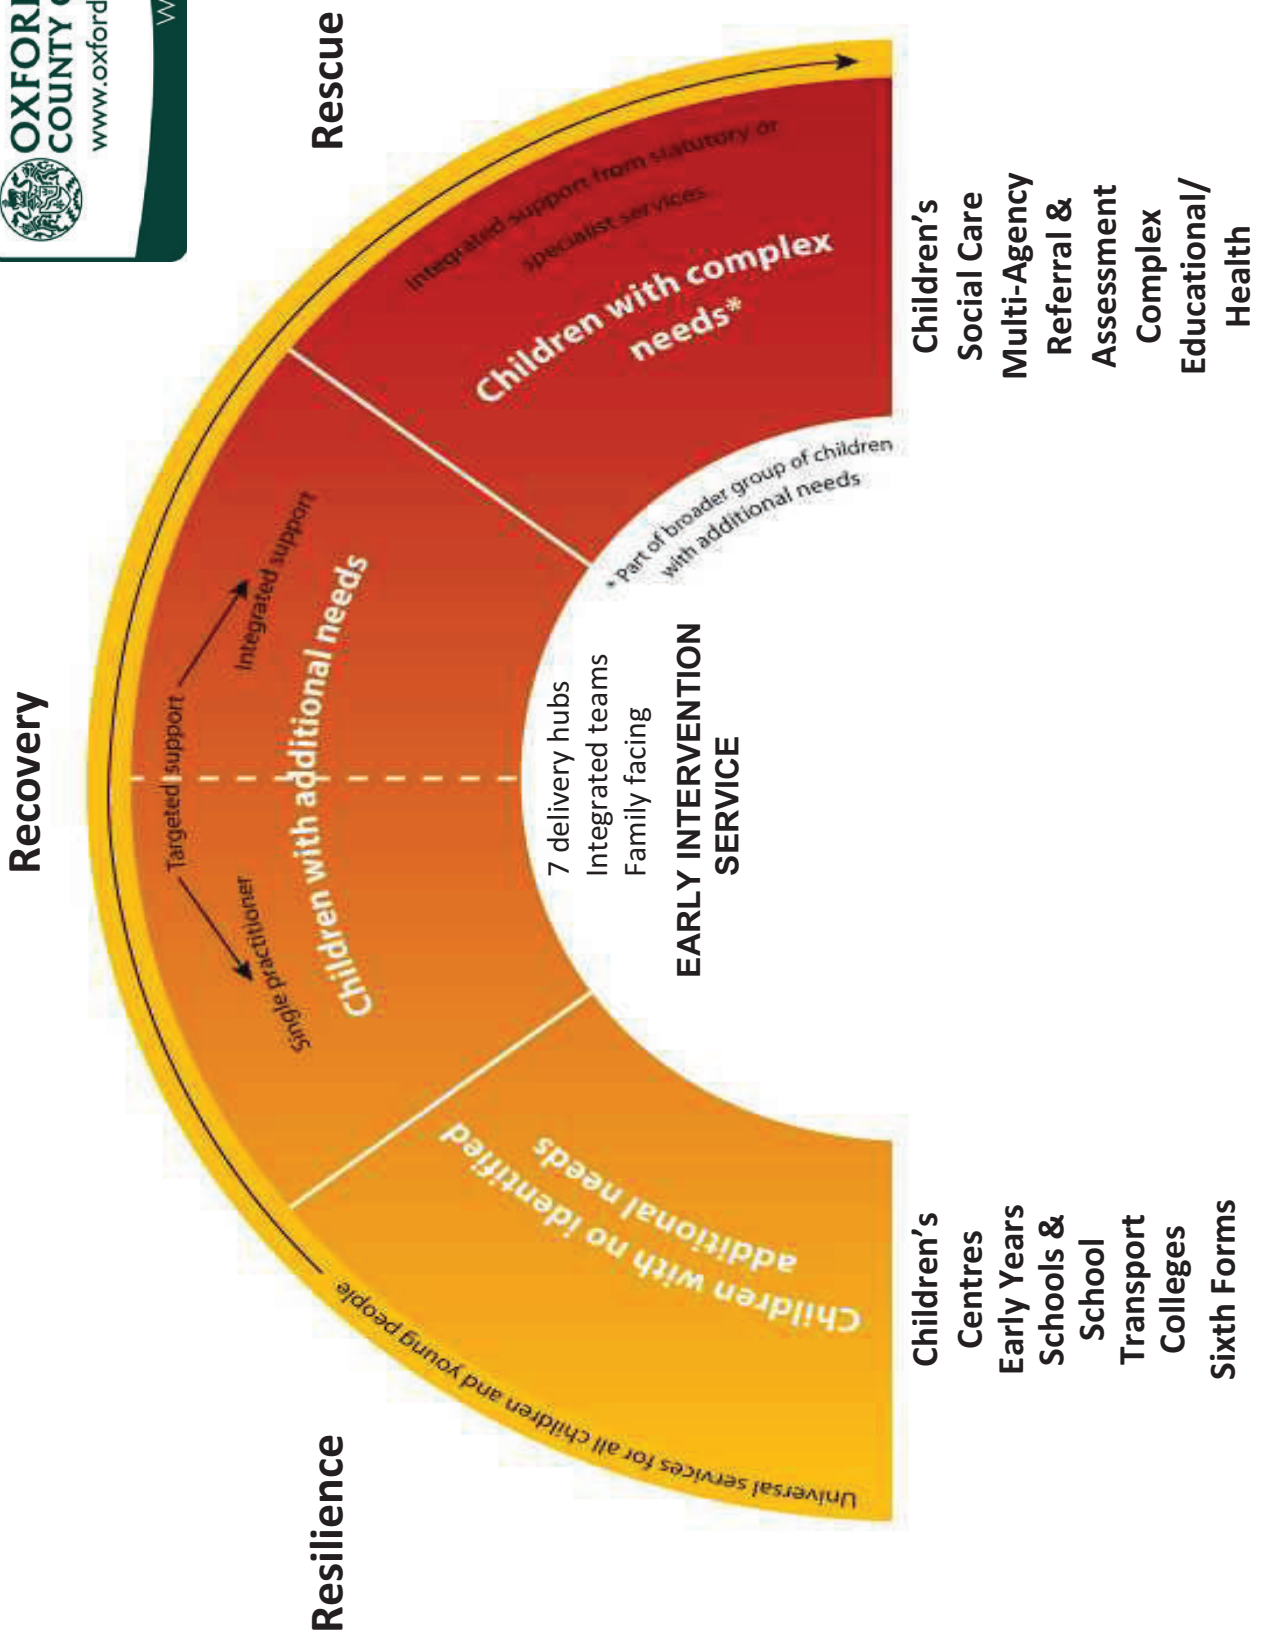 OXFOR
COUNTY
www.oxford
W
Resilience
Recovery
Rescue
Universal services for all children and young people
Children with no identified
additional needs
Targeted support
Single practitioner
Integrated support
Children with additional needs
Integrated support from statutory or
specialist services
Children with complex
needs*
* Part of broader group of children
with additional needs
7 delivery hubs
Integrated teams
Family facing
EARLY INTERVENTION
SERVICE
Children's
Centres
Early Years
Schools &
School
Transport
Colleges
Sixth Forms
Children's
Social Care
Multi-Agency
Referral &
Assessment
Complex
Educational/
Health